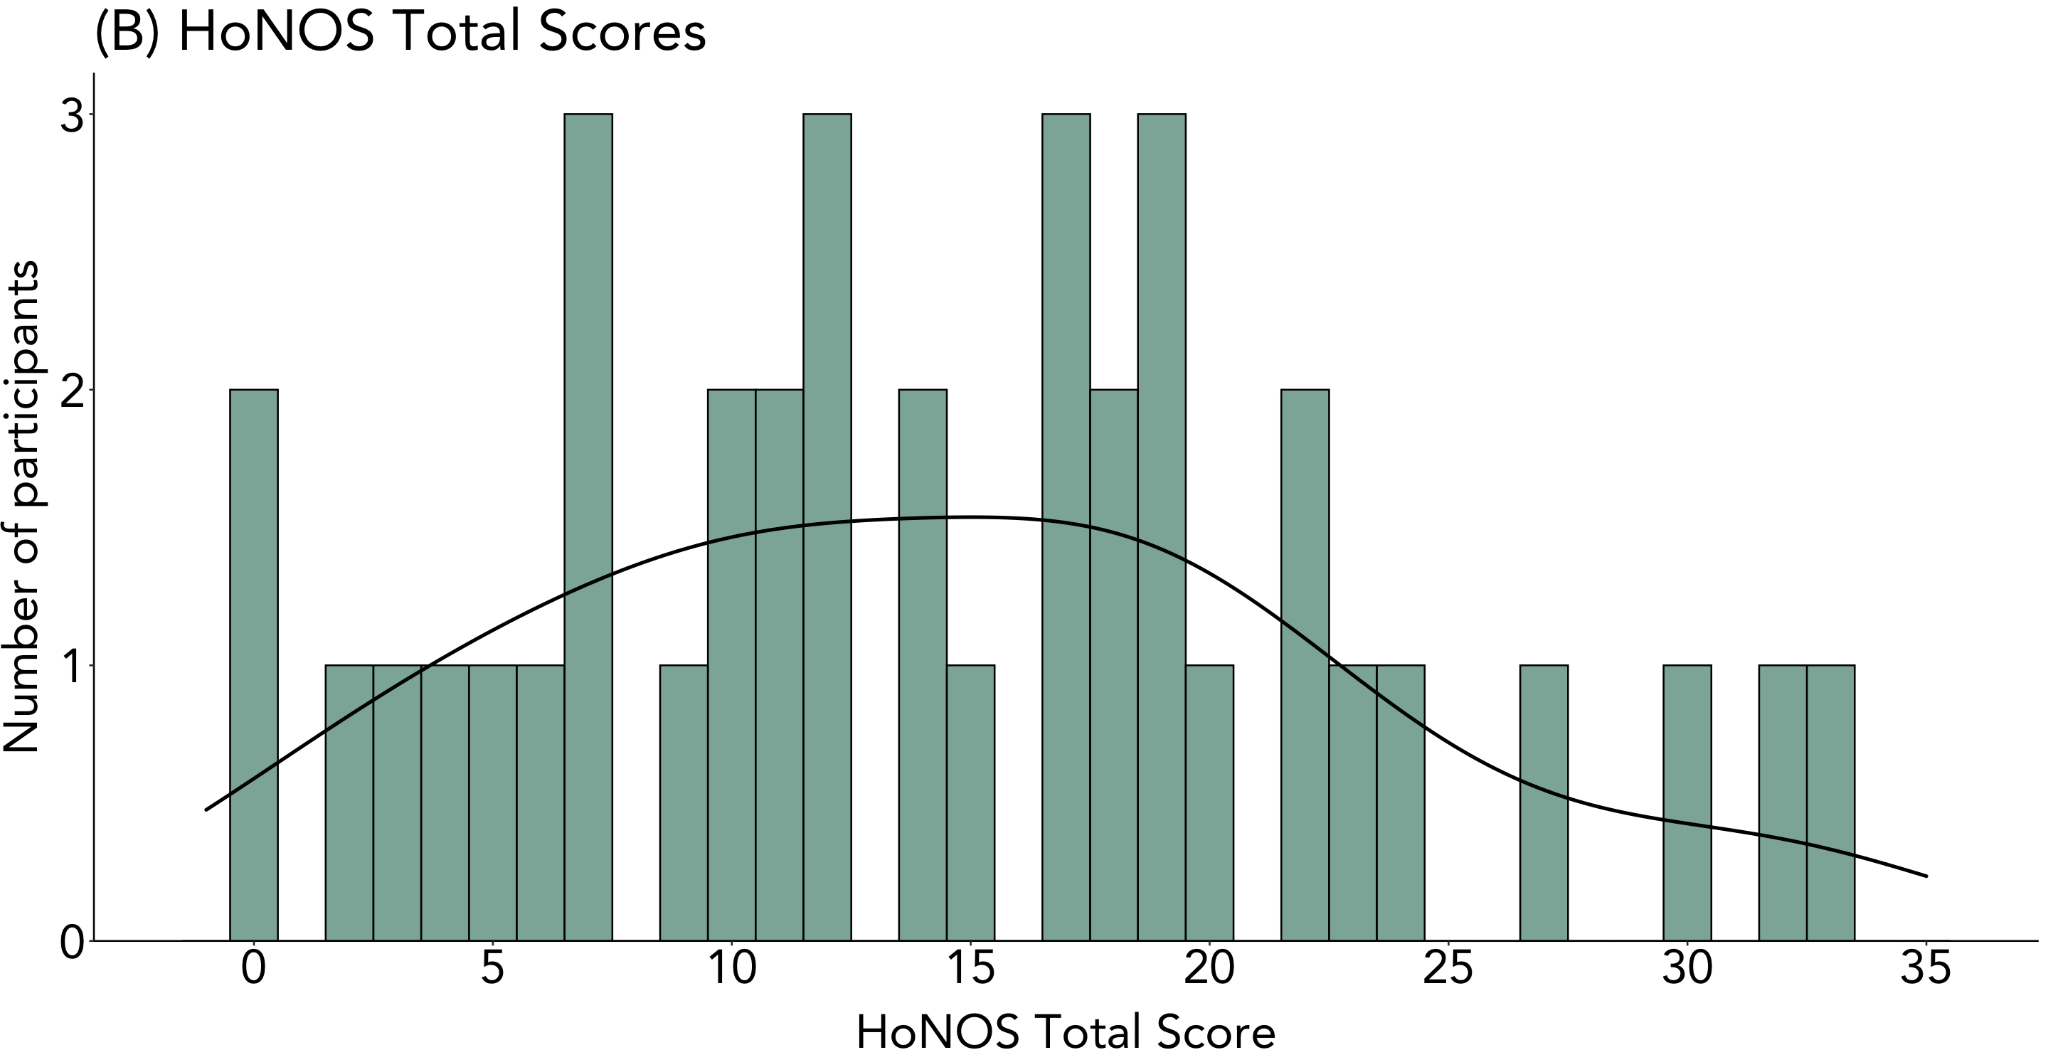 (B) HoNOS Total Scores
Number of participants
3
2
1
0
0 5 10 15 20 25 30 35
HoNOS Total Score